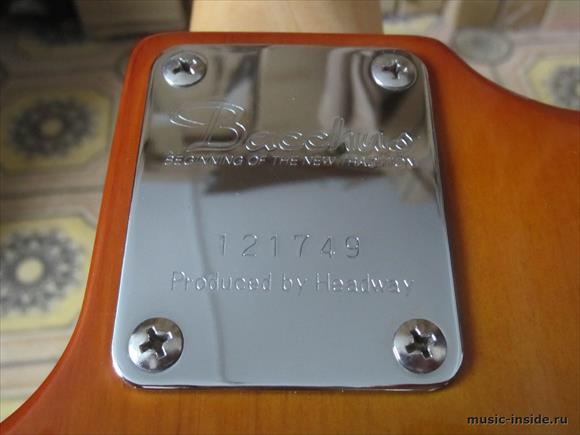 Bacchus
BEGINNING OF THE NEW TRADITION
121749
Produced by Headway
music-inside.ru